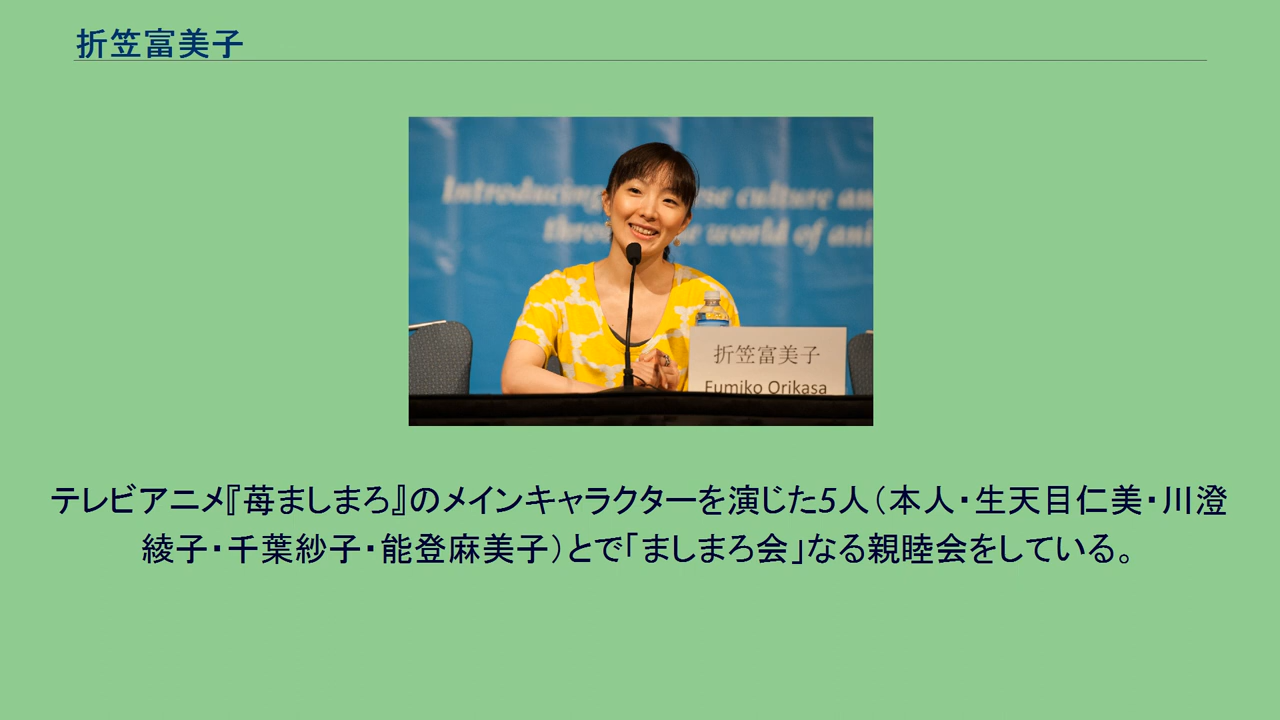 折笠富美子
Introducing ese culture an
thro e world of ani
折笠富美子
Fumiko Orikasa
テレビアニメ『苺ましまろ』のメインキャラクターを演じた5人（本人・生天目仁美・川澄
綾子・千葉紗子・能登麻美子）とで「ましまろ会」なる親睦会をしている。